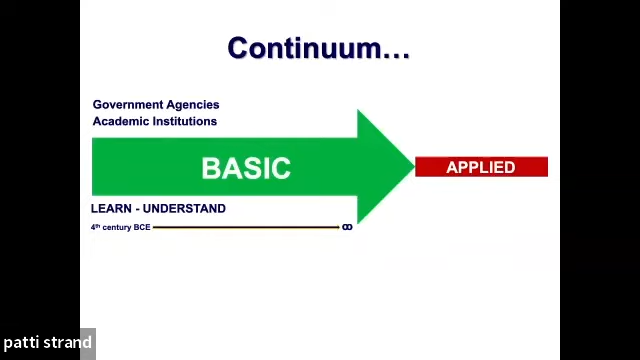 Continuum…
Government Agencies
Academic Institutions
BASIC
APPLIED
LEARN - UNDERSTAND
4th century BCE ∞
patti strand